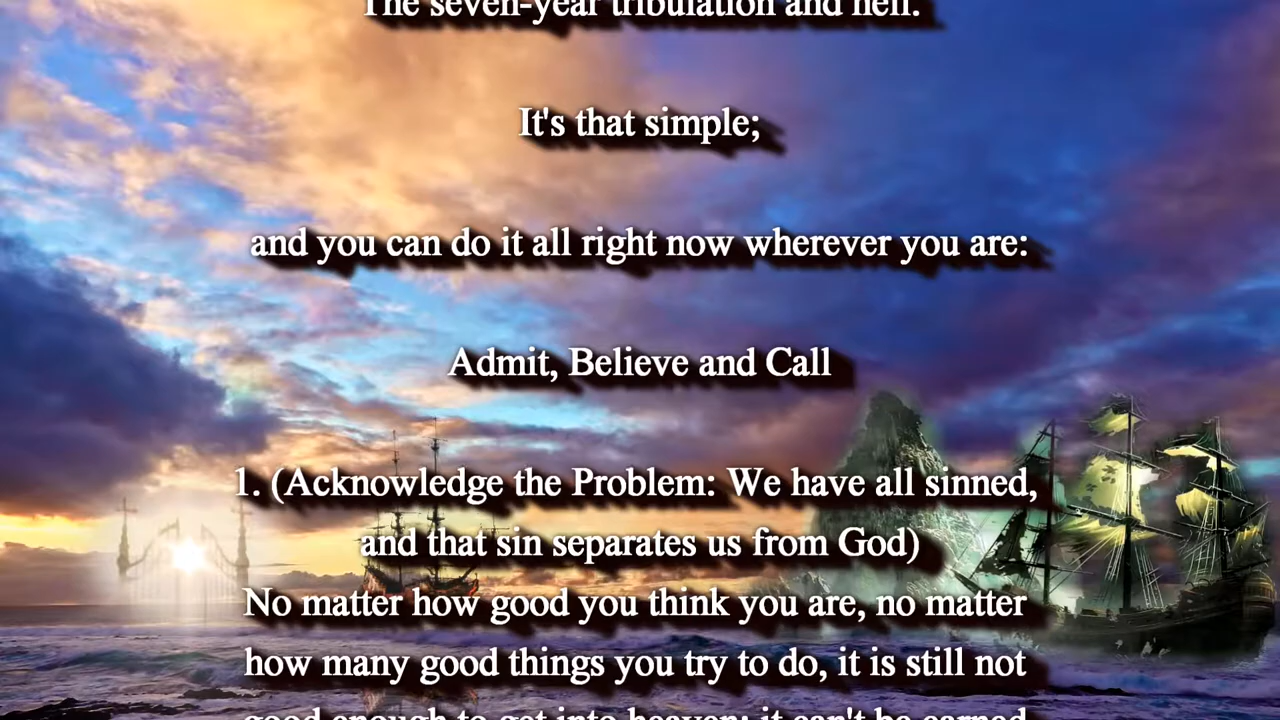 The seven-year tribulation and hell.
It's that simple;
and you can do it all right now wherever you are:
Admit, Believe and Call
1. (Acknowledge the Problem: We have all sinned,
and that sin separates us from God)
No matter how good you think you are, no matter
how many good things you try to do, it is still not
good enough to get into heaven; it can't be earned